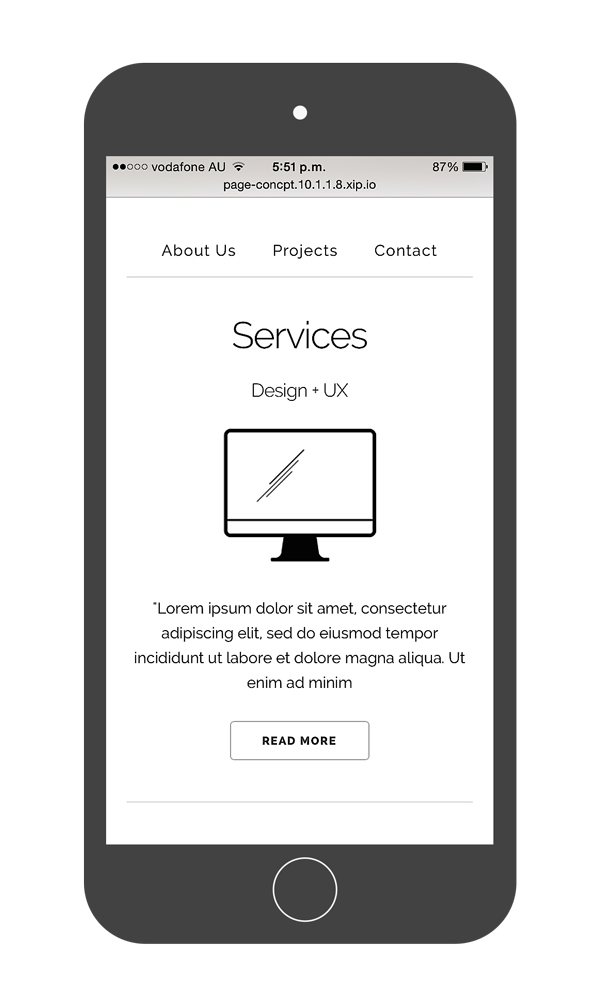 vodafone AU 5:51 p.m. 87%
page-concpt.10.1.1.8.xip.io
About Us Projects Contact
Services
Design + UX
"Lorem ipsum dolor sit amet, consectetur
adipiscing elit, sed do eiusmod tempor
incididunt ut labore et dolore magna aliqua. Ut
enim ad minim
READ MORE